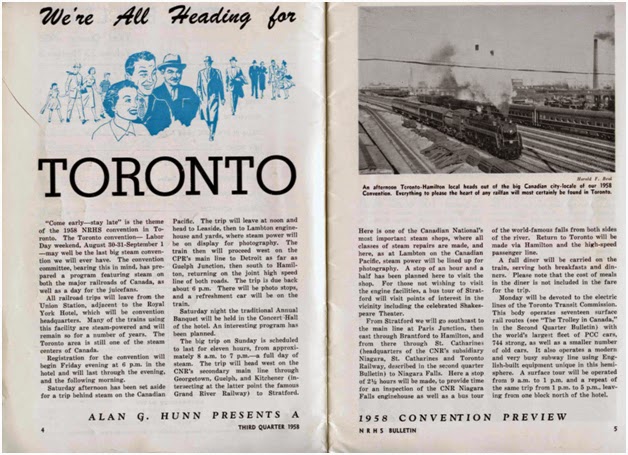 We're All Heading for
TORONTO
"Come early—stay late" is the theme
of the 1958 NRHS convention in To-
ronto. The Toronto convention— Labor
Day weekend, August 30-31-September 1
—may well be the last big steam conven-
tion we will ever have. The convention
committee, bearing this in mind, has pre-
pared a program featuring steam on
both the major railroads of Canada, as
well as a day for the juicefans.
All railroad trips will leave from the
Union Station, adjacent to the Royal
York Hotel, which will be convention
headquarters. Many of the trains using
this facility are steam-powered and will
remain so for a number of years. The
Toronto area is still one of the steam
centers of Canada.
Registration for the convention will
begin Friday evening at 6 p.m. in the
hotel and will last through the evening,
and the following morning.
Saturday afternoon has been set aside
for a trip behind steam on the Canadian
Pacific. The trip will leave at noon and
head to Leaside, then to Lambton engine-
house and yards, where steam power will
be on display for photography. The
train then will proceed west on the
CPR's main line to Detroit as far as
Guelph Junction, then south to Hamil-
ton, returning on the joint high speed
line of both roads. The trip is due back
about 6 p.m. There will be photo stops,
and a refreshment car will be on the
train.
Saturday night the traditional Annual
Banquet will be held in the Concert Hall
of the hotel. An interesting program has
been planned.
The big trip on Sunday is scheduled
to last for eleven hours, from approxi-
mately 8 a.m. to 7 p.m.—a full day of
steam. The trip will head west on the
CNR's secondary main line through
Georgetown, Guelph, and Kitchener (in-
tersecting at the latter point the famous
Grand River Railway) to Stratford.
ALAN G. HUNN PRESENTS A
4
THIRD QUARTER 1958
Harold F. Reid
An afternoon Toronto-Hamilton local heads out of the big Canadian city-locale of our 1958
Convention. Everything to please the heart of any railfan will most certainly be found in Toronto.
Here is one of the Canadian National's
most important steam shops, where all
classes of steam repairs are made, and
here, as at Lambton on the Canadian
Pacific, steam power will be lined up for
photography. A stop of an hour and a
half has been planned here to visit the
shop. For those not wishing to visit
the engine facilities, a bus tour of Strat-
ford will visit points of interest in the
vicinity including the celebrated Shake-
speare Theater.
From Stratford we will go southeast to
the main line at Paris Junction, then
east through Brantford to Hamilton, and
from there through St. Catharine
(headquarters of the CNR's subsidiary
Niagara, St. Catharines and Toronto
Railway, described in the second quarter
Bulletin) to Niagara Falls. Here a stop
of 2½ hours will be made, to provide time
for an inspection of the CNR Niagara
Falls enginehouse as well as a bus tour
of the world-famous falls from both sides
of the river. Return to Toronto will be
made via Hamilton and the high-speed
passenger line.
A full diner will be carried on the
train, serving both breakfasts and din-
ners. Please note that the cost of meals
in the diner is not included in the fare
for the trip.
Monday will be devoted to the electric
lines of the Toronto Transit Commission.
This body operates seventeen surface
rail routes (see "The Trolley in Canada,"
in the Second Quarter Bulletin) with
the world's largest fleet of PCC cars,
744 strong, as well as a smaller number
of old cars. It also operates a modern
and very busy subway line using Eng-
lish-built equipment unique in this hemi-
sphere. A surface tour will be operated
from 9 a.m. to 1 p.m. and a repeat of
the same trip from 1 p.m. to 5 p.m., leav-
ing from one block north of the hotel.
1958 CONVENTION PREVIEW
NRHS BULLETIN
5